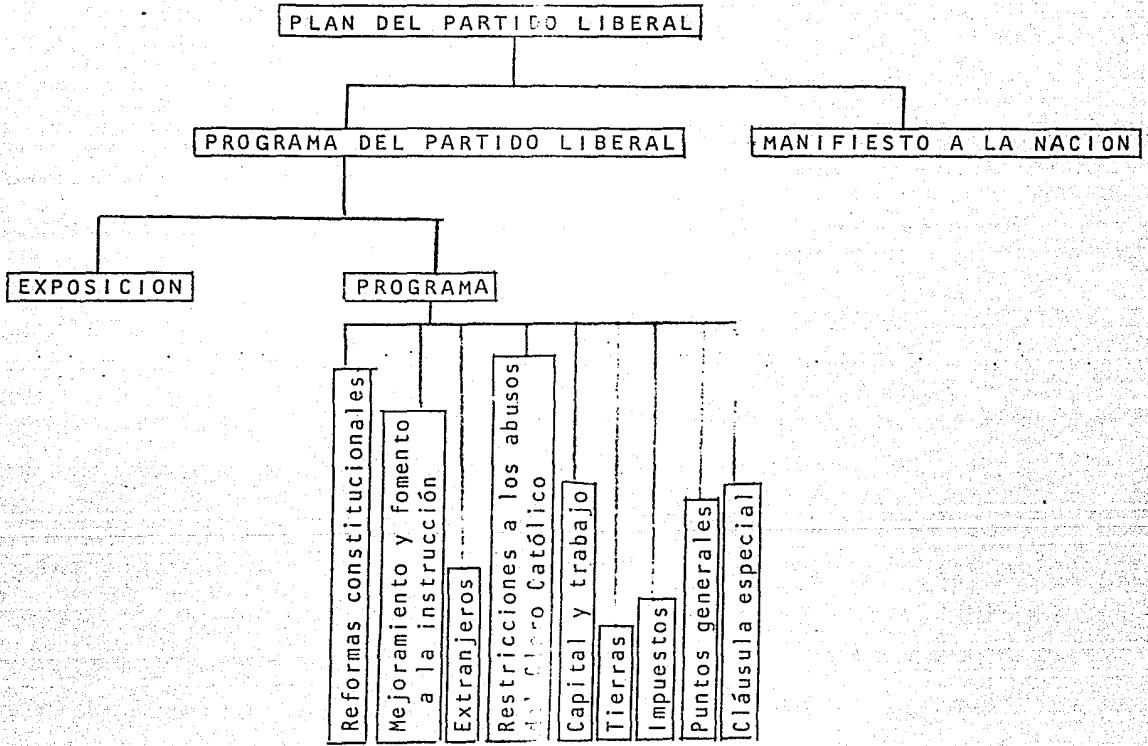 PLAN DEL PARTIDO LIBERAL
PROGRAMA DEL PARTIDO LIBERAL
MANIFIESTO A LA NACION
EXPOSICION
PROGRAMA
Reformas constitucionales
Mejoramiento y fomento
a la instrucción
Extranjeros
Restricciones a los abusos
Católico
Capital y trabajo
Tierras
Impuestos
Puntos generales
Cláusula especial